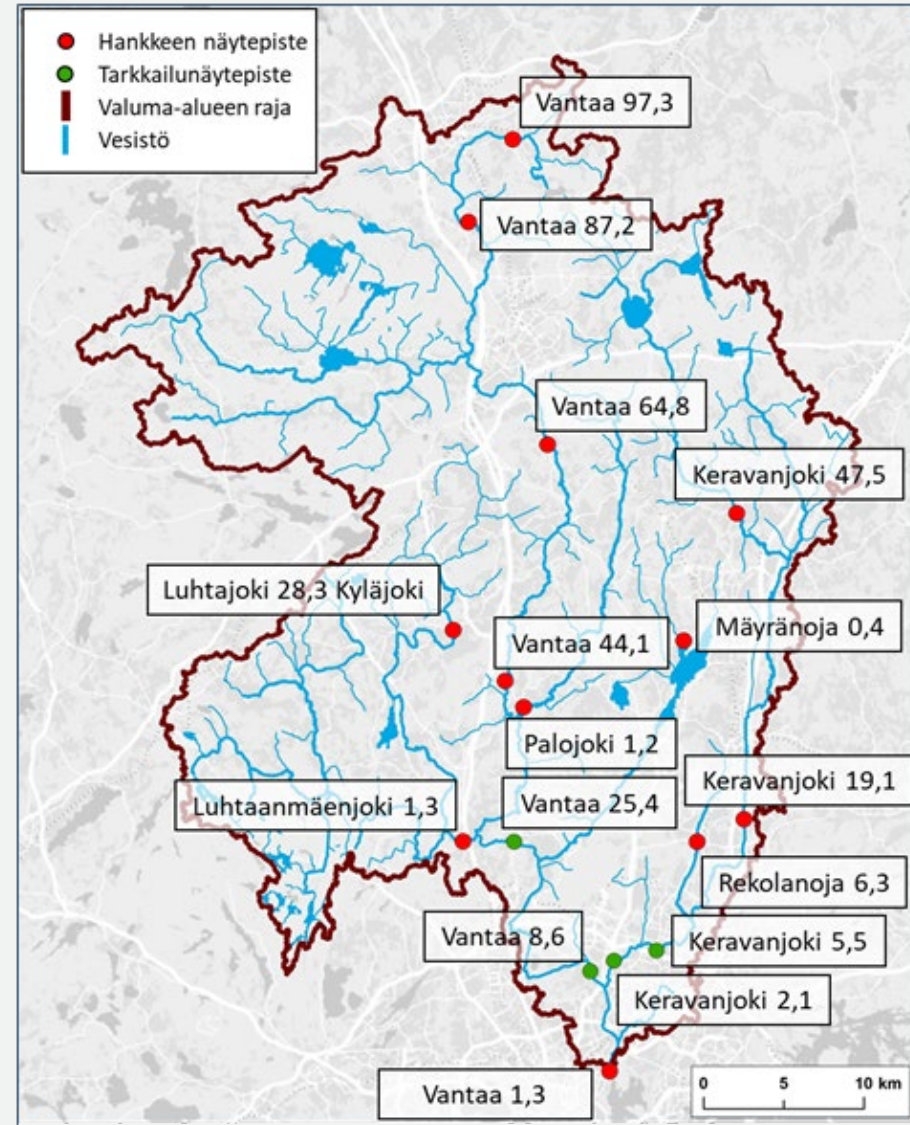 Hankkeen näytepiste
Tarkkailunäytepiste
Valuma-alueen raja
Vesistö
Vantaa 97,3
Vantaa 87,2
Vantaa 64,8
Keravanjoki 47,5
Luhtajoki 28,3 Kyläjoki
Vantaa 44,1
Mäyränoja 0,4
Palojoki 1,2
Keravanjoki 19,1
Luhtaanmäenjoki 1,3
Vantaa 25,4
Rekolanoja 6,3
Vantaa 8,6
Keravanjoki 5,5
Keravanjoki 2,1
Vantaa 1,3
0 5 10 km